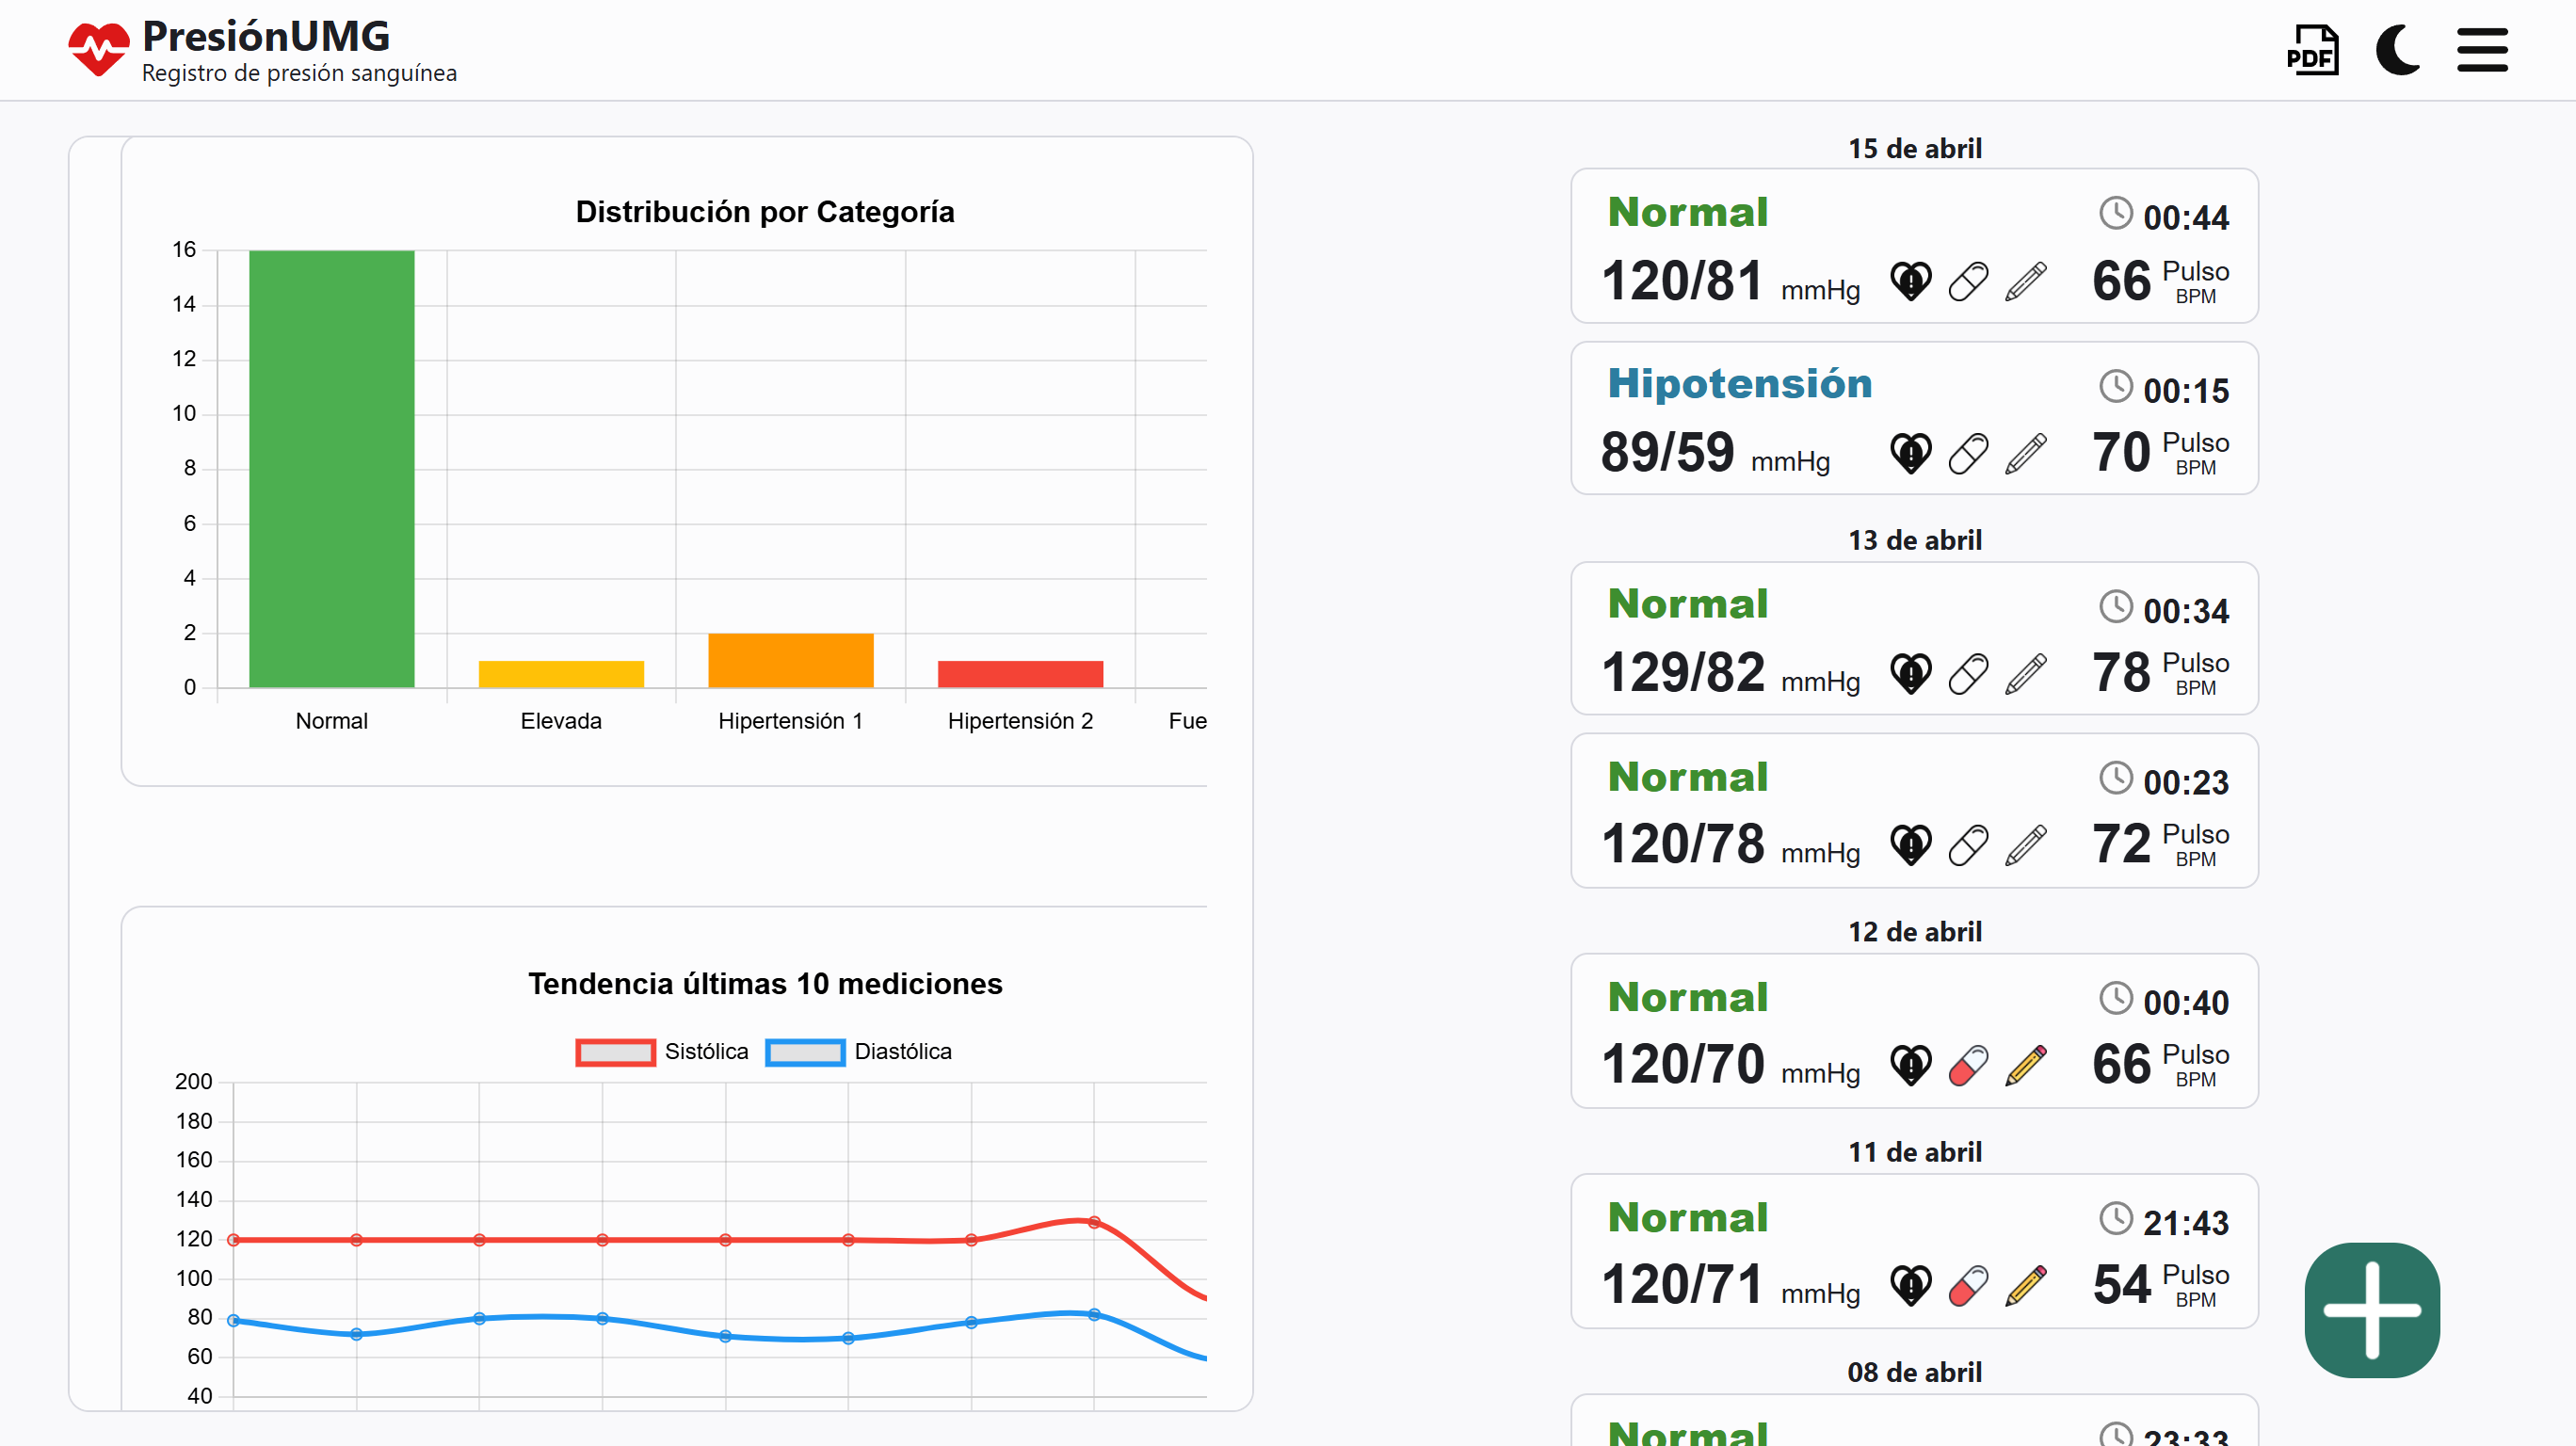 PresiónUMG
Registro de presión sanguínea
PDF
Distribución por Categoría
16
14
12
10
8
6
4
2
0
Normal Elevada Hipertensión 1 Hipertensión 2 Fue
Tendencia últimas 10 mediciones
Sistólica Diastólica
200
180
160
140
120
100
80
60
40
15 de abril
Normal 00:44
120/81 mmHg 66 Pulso
BPM
Hipotensión 00:15
89/59 mmHg 70 Pulso
BPM
13 de abril
Normal 00:34
129/82 mmHg 78 Pulso
BPM
Normal 00:23
120/78 mmHg 72 Pulso
BPM
12 de abril
Normal 00:40
120/70 mmHg 66 Pulso
BPM
11 de abril
Normal 21:43
120/71 mmHg 54 Pulso
BPM
08 de abril
Normal 23:33